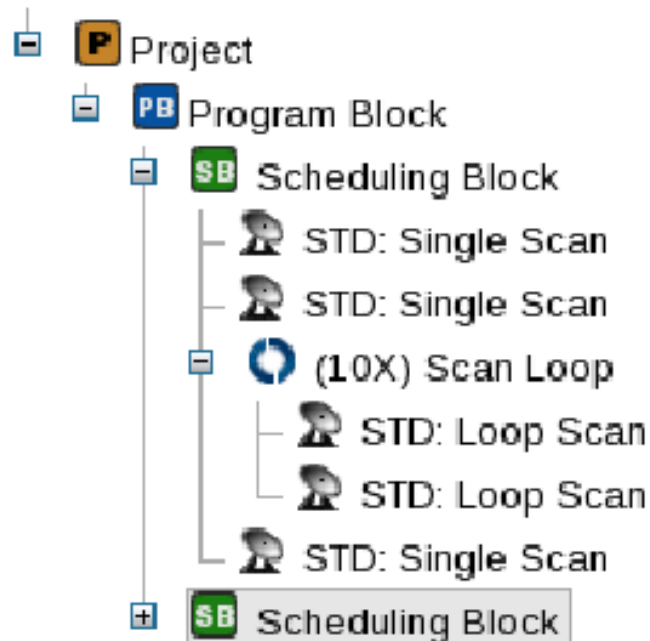 P Project
PB Program Block
SB Scheduling Block
STD: Single Scan
STD: Single Scan
(10X) Scan Loop
STD: Loop Scan
STD: Loop Scan
STD: Single Scan
SB Scheduling Block